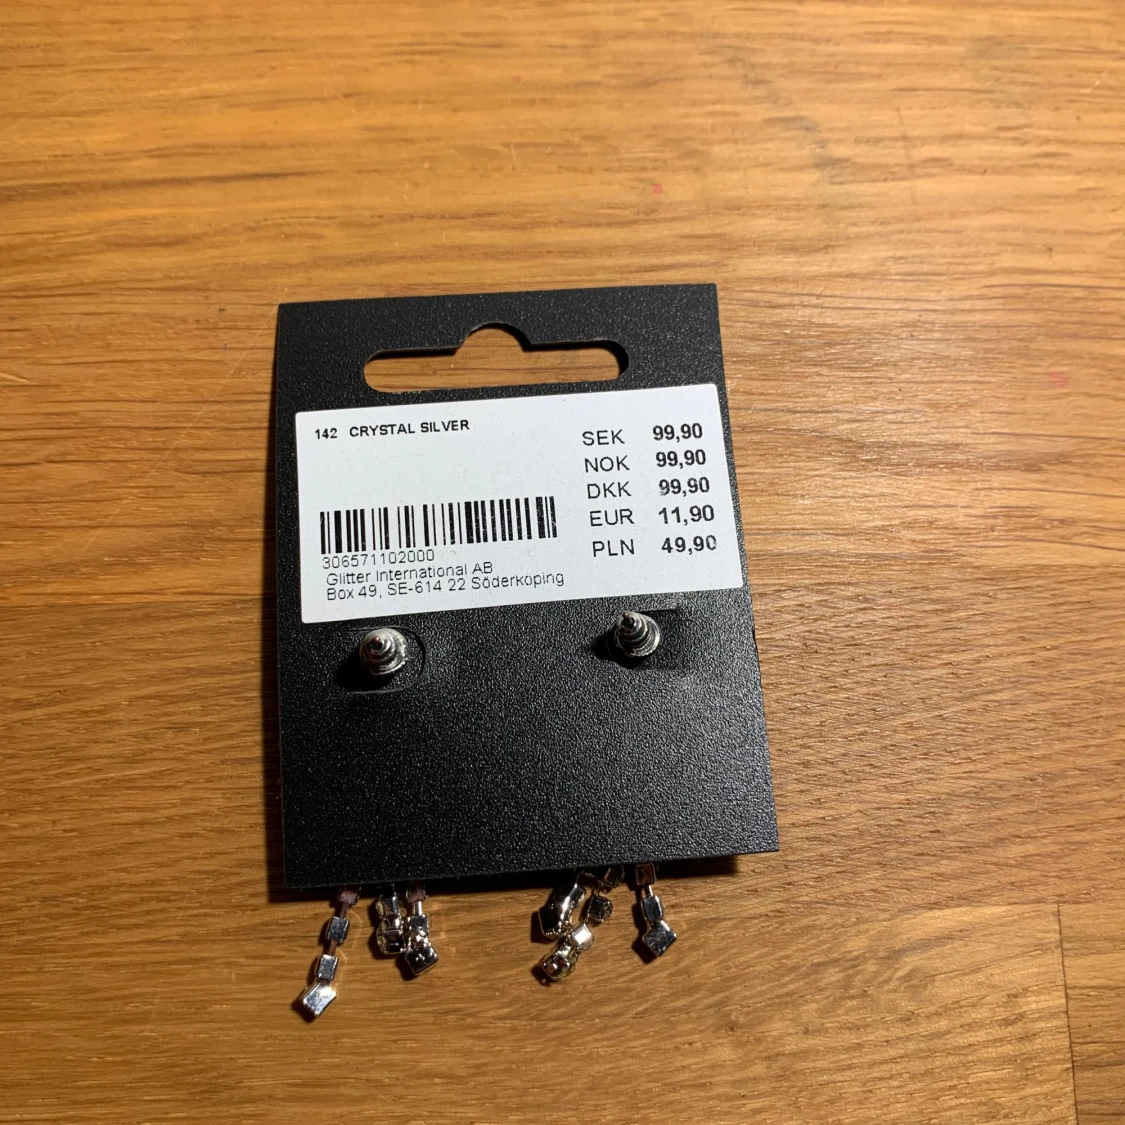 142 CRYSTAL SILVER
SEK 99,90
NOK 99,90
DKK 99,90
EUR 11,90
PLN 49,90
306571102000
Glitter International AB
Box 49, SE-614 22 Söderköping